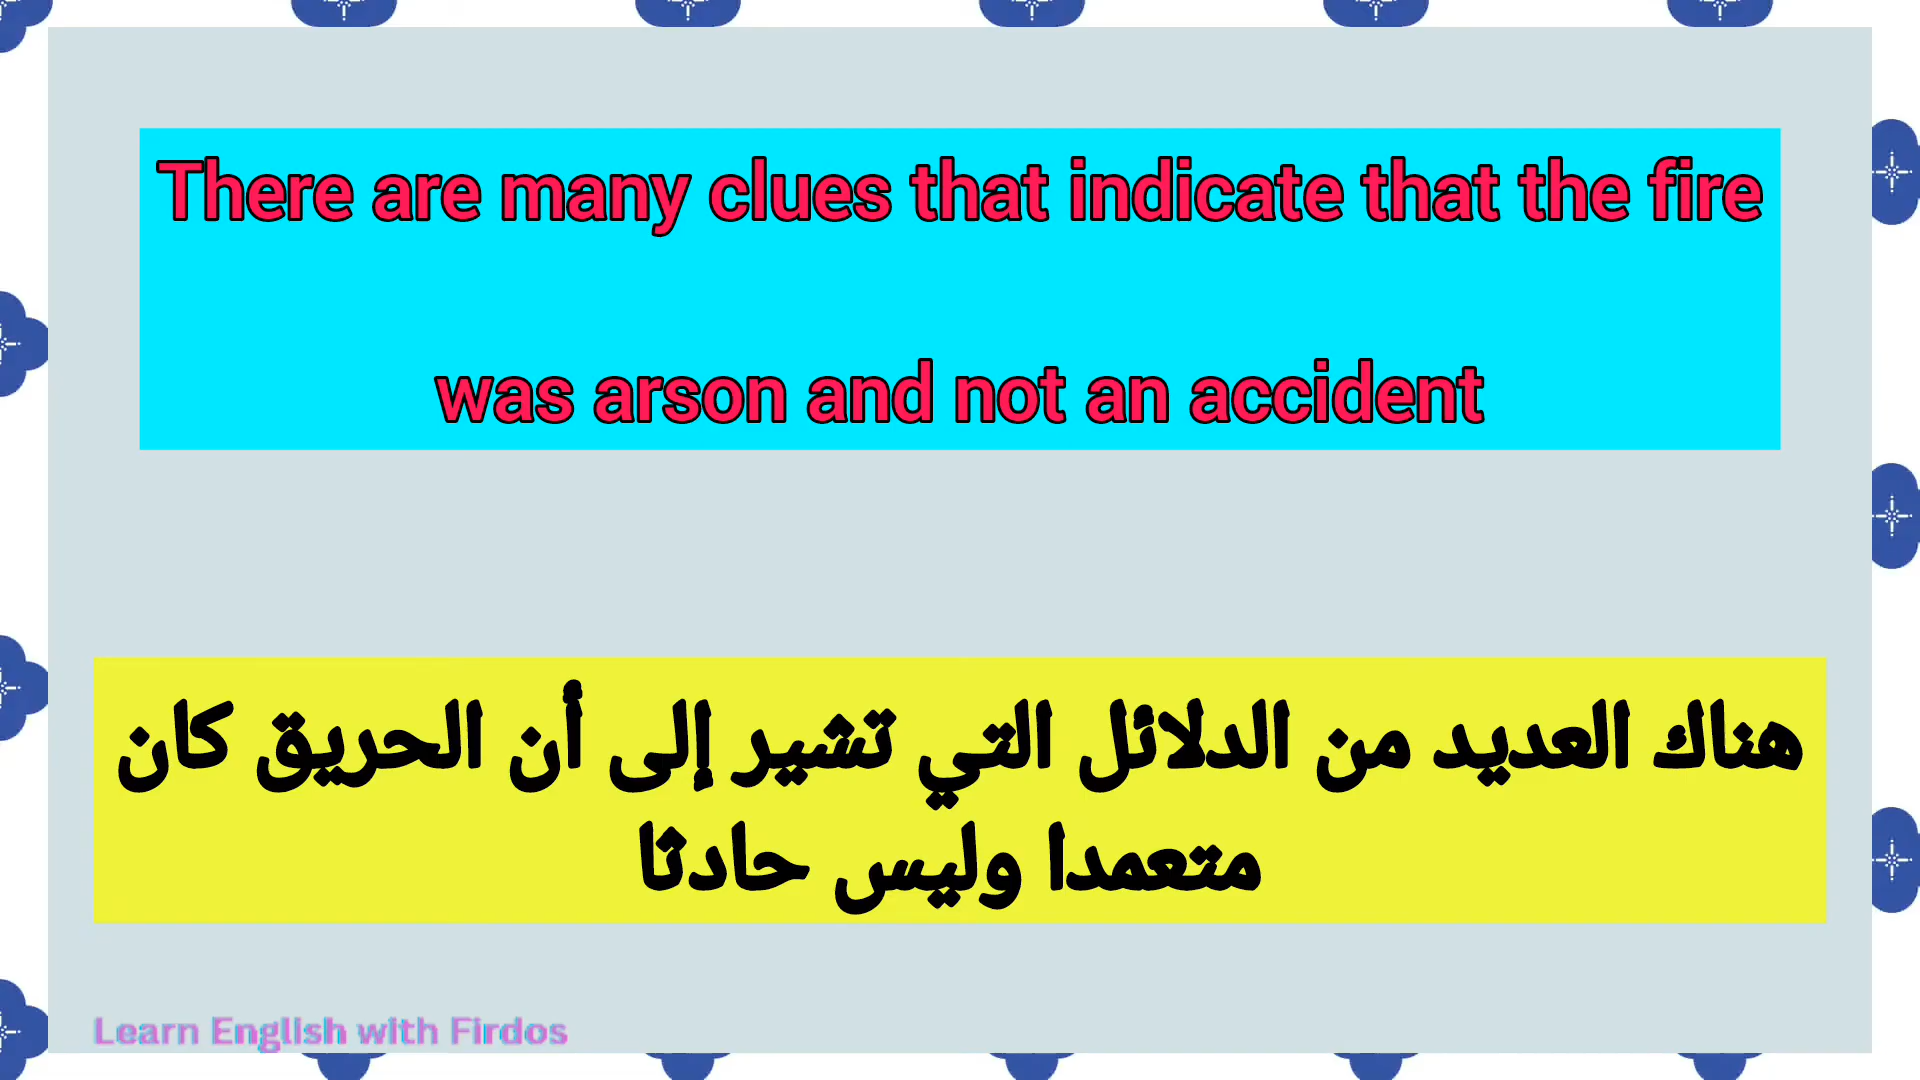 There are many clues that indicate that the fire
was arson and not an accident
هناك العديد من الدلائل التي تشير إلى أن الحريق كان
متعمدا وليس حادثا
Learn English with Firdos